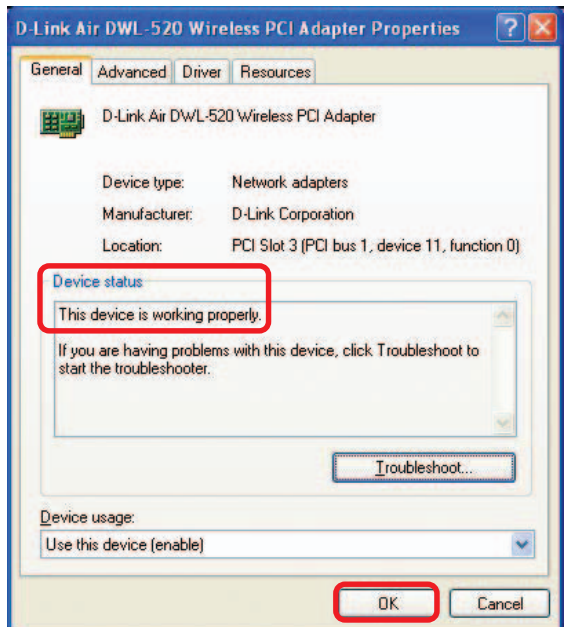 D-Link Air DWL-520 Wireless PCI Adapter Properties
General Advanced Driver Resources
D-Link Air DWL-520 Wireless PCI Adapter
Device type: Network adapters
Manufacturer: D-Link Corporation
Location: PCI Slot 3 (PCI bus 1, device 11, function 0)
Device status
This device is working properly.
If you are having problems with this device, click Troubleshoot to
start the troubleshooter.
Troubleshoot...
Device usage:
Use this device (enable)
OK Cancel